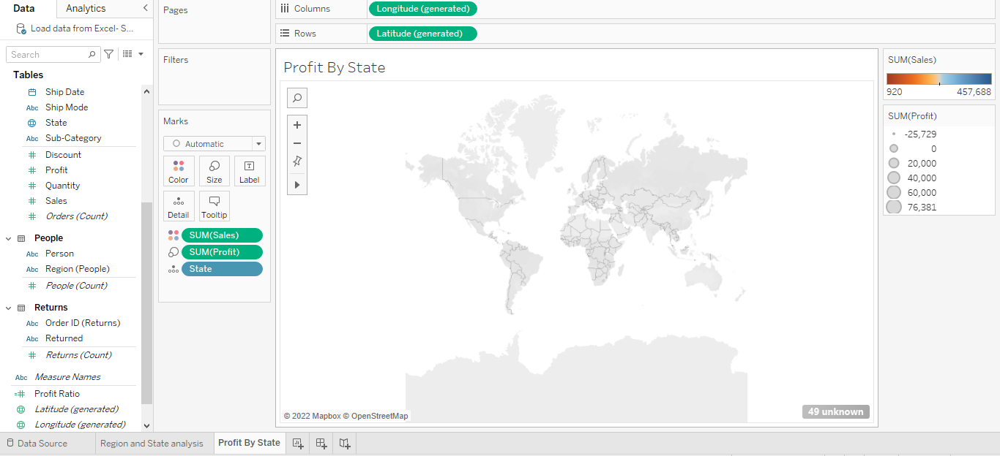 Data
Analytics
Load data from Excel- S...
Search
Tables
Ship Date
Abc Ship Mode
State
Abc Sub-Category
Discount
Profit
Quantity
Sales
Orders (Count)
People
Abc Person
Abc Region (People)
People (Count)
Returns
Abc Order ID (Returns)
Abc Returned
Returns (Count)
Abc Measure Names
Profit Ratio
Latitude (generated)
Longitude (generated)
Pages
Filters
Marks
Automatic
Color Size Label
Detail Tooltip
SUM(Sales)
SUM(Profit)
State
Columns Longitude (generated)
Rows Latitude (generated)
Profit By State
© 2022 Mapbox © OpenStreetMap
49 unknown
SUM(Sales)
920 457,688
SUM(Profit)
-25,729
0
20,000
40,000
60,000
76,381
Data Source Region and State analysis Profit By State